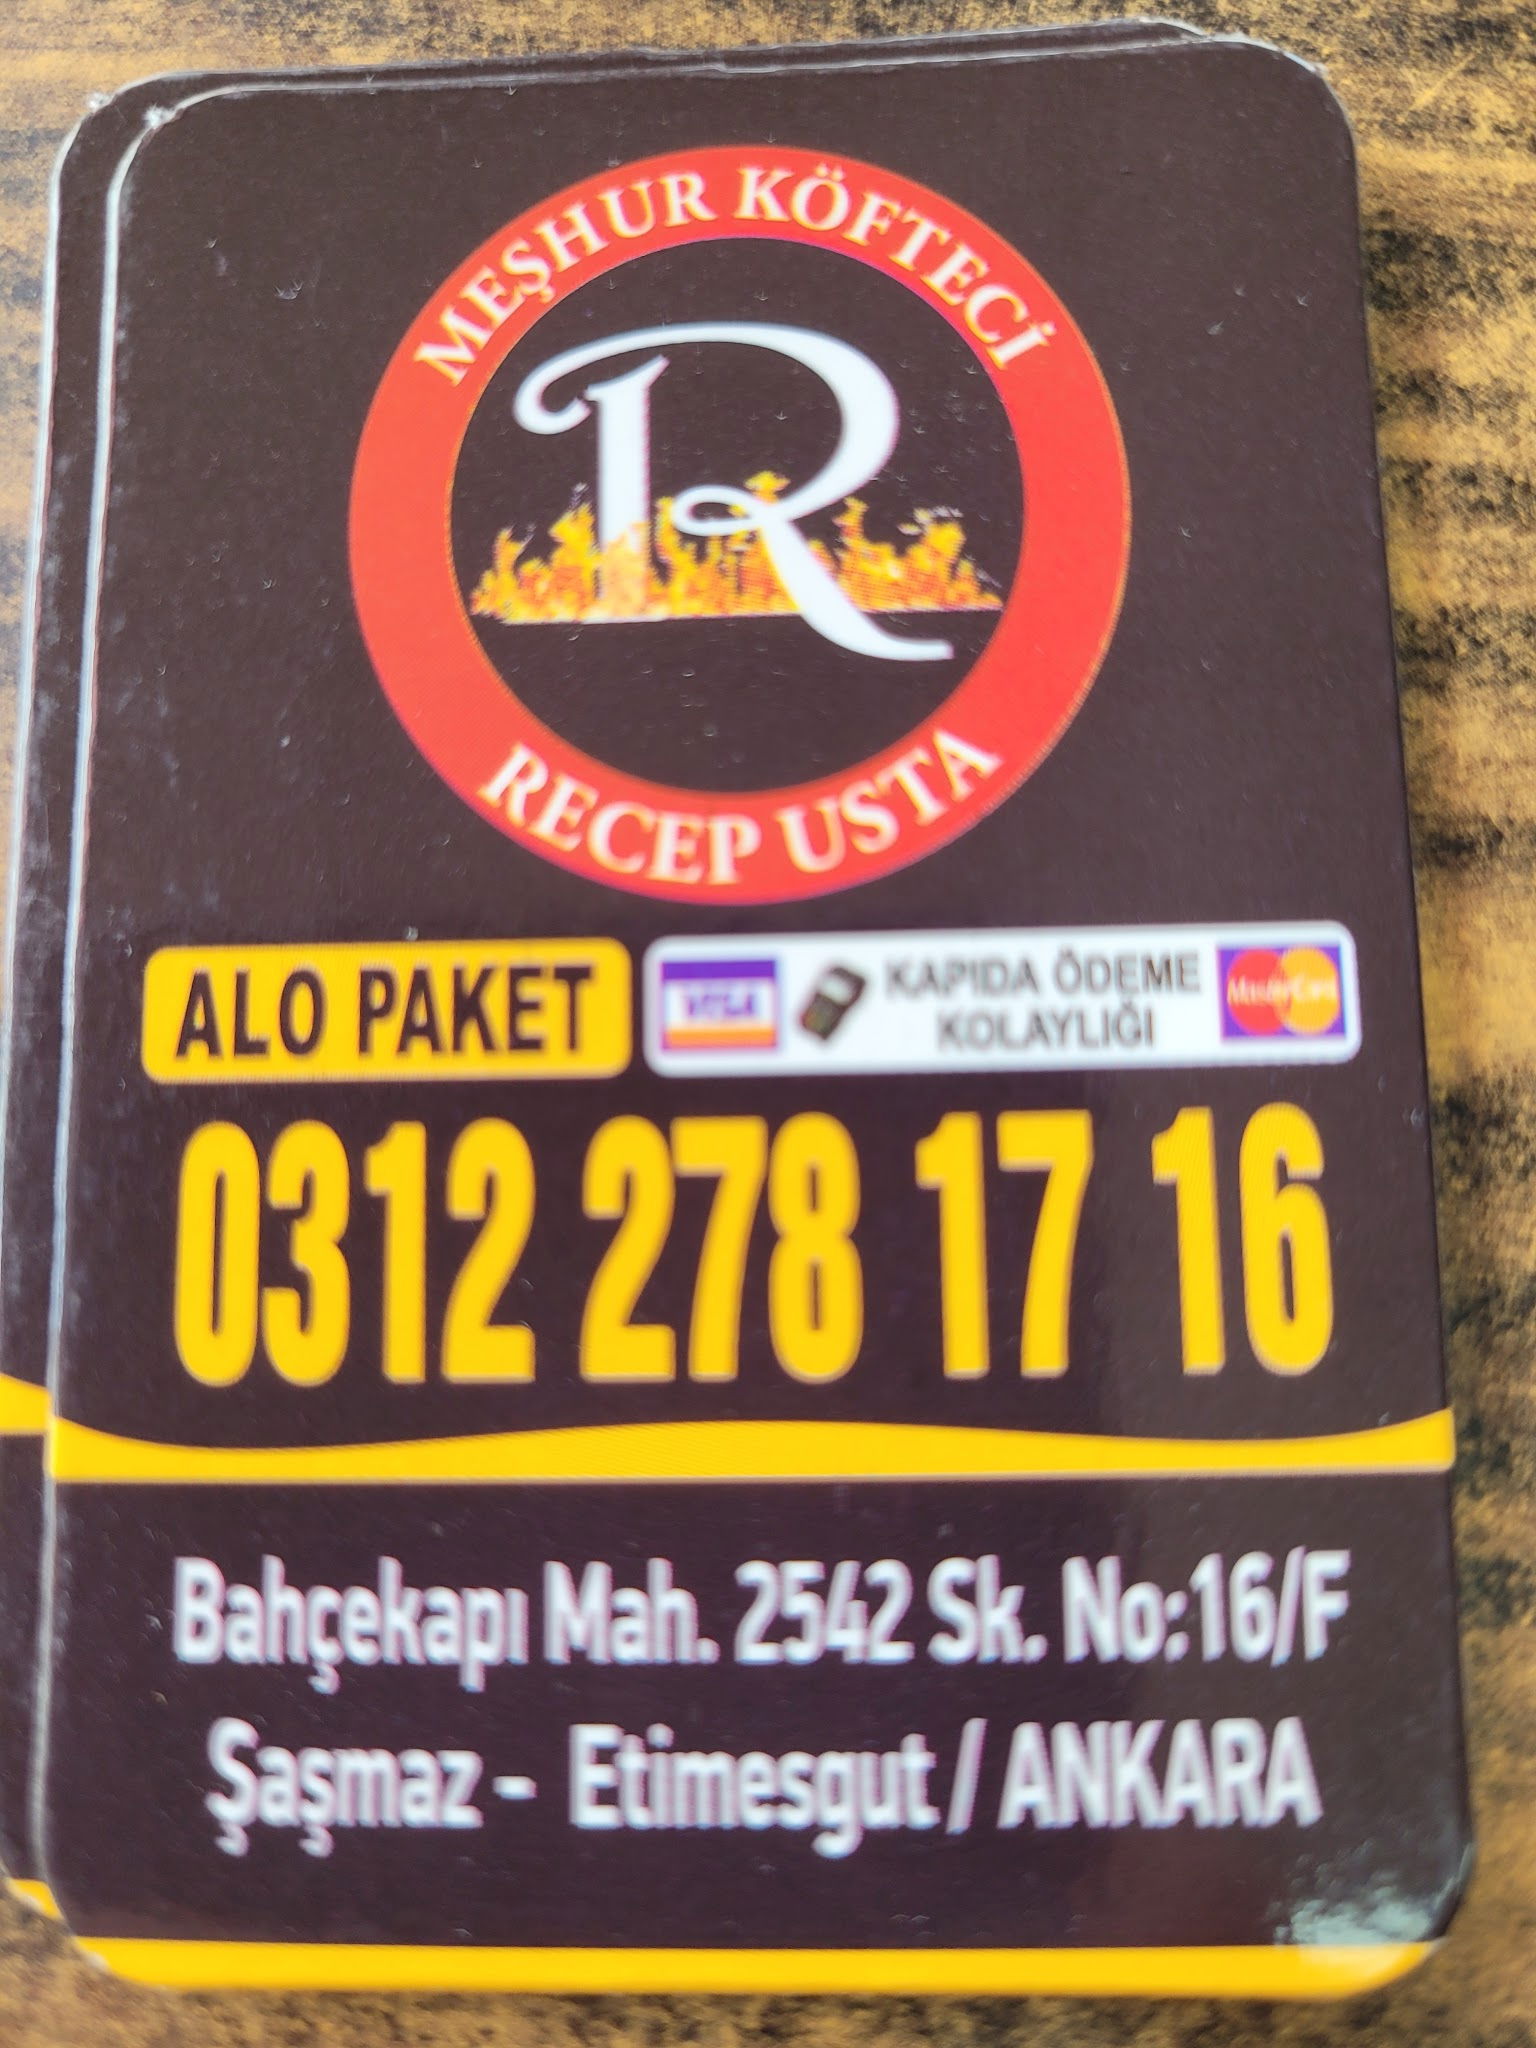 MEŞHUR KÖFTECİ
R
RECEP USTA
ALO PAKET
VISA
KAPIDA ÖDEME
KOLAYLIĞI
MasterCard
0312 278 17 16
Bahçekapı Mah. 2542 Sk. No:16/F
Şaşmaz - Etimesgut / ANKARA